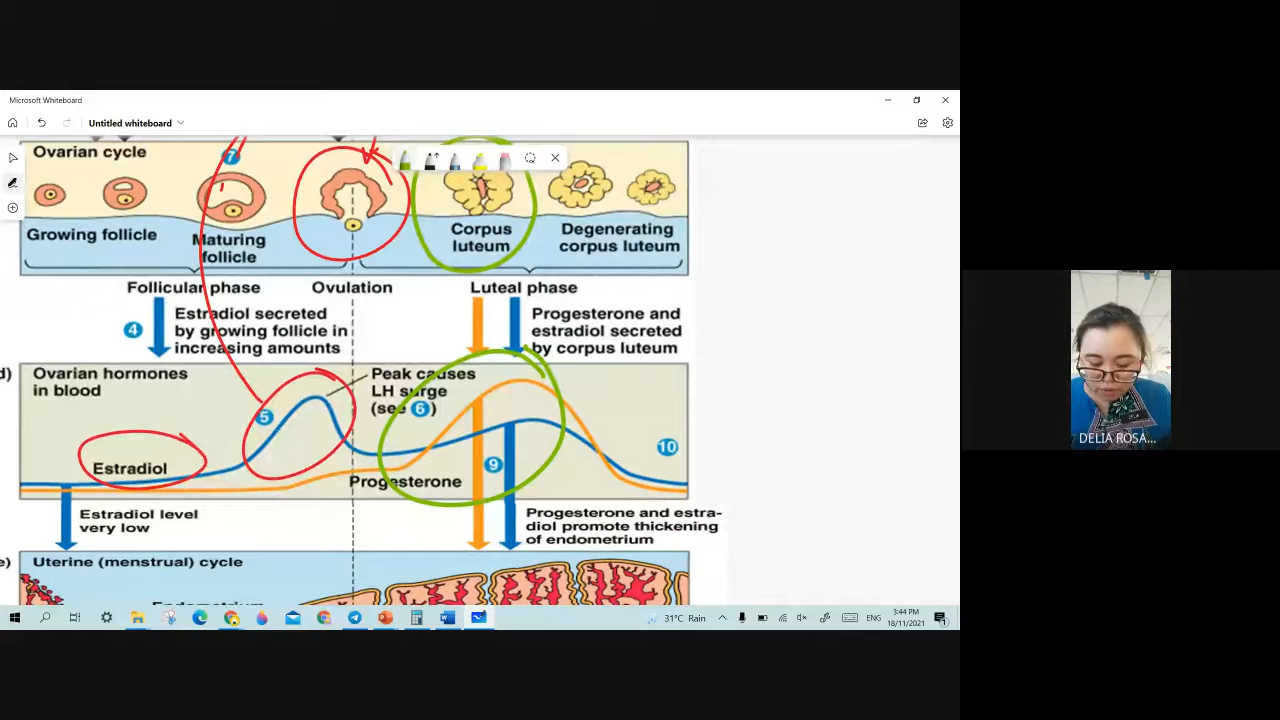 Microsoft Whiteboard
Untitled whiteboard
Ovarian cycle
7
Growing follicle
Maturing
follicle
Corpus
luteum
Degenerating
corpus luteum
Follicular phase
Ovulation
Luteal phase
4
Estradiol secreted
by growing follicle in
increasing amounts
Progesterone and
estradiol secreted
by corpus luteum
d)
Ovarian hormones
in blood
Peak causes
LH surge
(see 6)
5
10
Estradiol
9
Progesterone
Estradiol level
very low
Progesterone and estra-
diol promote thickening
of endometrium
e)
Uterine (menstrual) cycle
31°C Rain
ENG
3:44 PM
18/11/2021
DELIA ROSA...